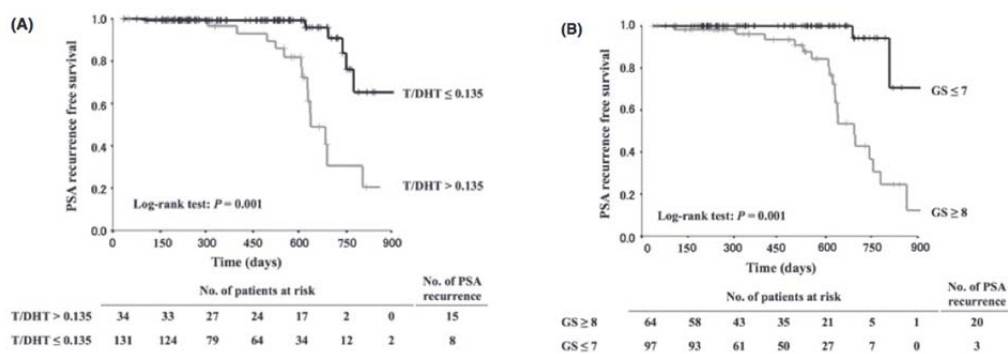 (A)
PSA recurrence free survival
1.0
0.8
0.6
0.4
0.2
0.0
T/DHT ≤ 0.135
T/DHT > 0.135
Log-rank test: P = 0.001
0 150 300 450 600 750 900
Time (days)
No. of patients at risk
No. of PSA
recurrence
T/DHT > 0.135 34 33 27 24 17 2 0 15
T/DHT ≤ 0.135 131 124 79 64 34 12 2 8
(B)
PSA recurrence free survival
1.0
0.8
0.6
0.4
0.2
0.0
GS ≤ 7
GS ≥ 8
Log-rank test: P = 0.001
0 150 300 450 600 750 900
Time (days)
No. of patients at risk
No. of PSA
recurrence
GS ≥ 8 64 58 43 35 21 5 1 20
GS ≤ 7 97 93 61 50 27 7 0 3